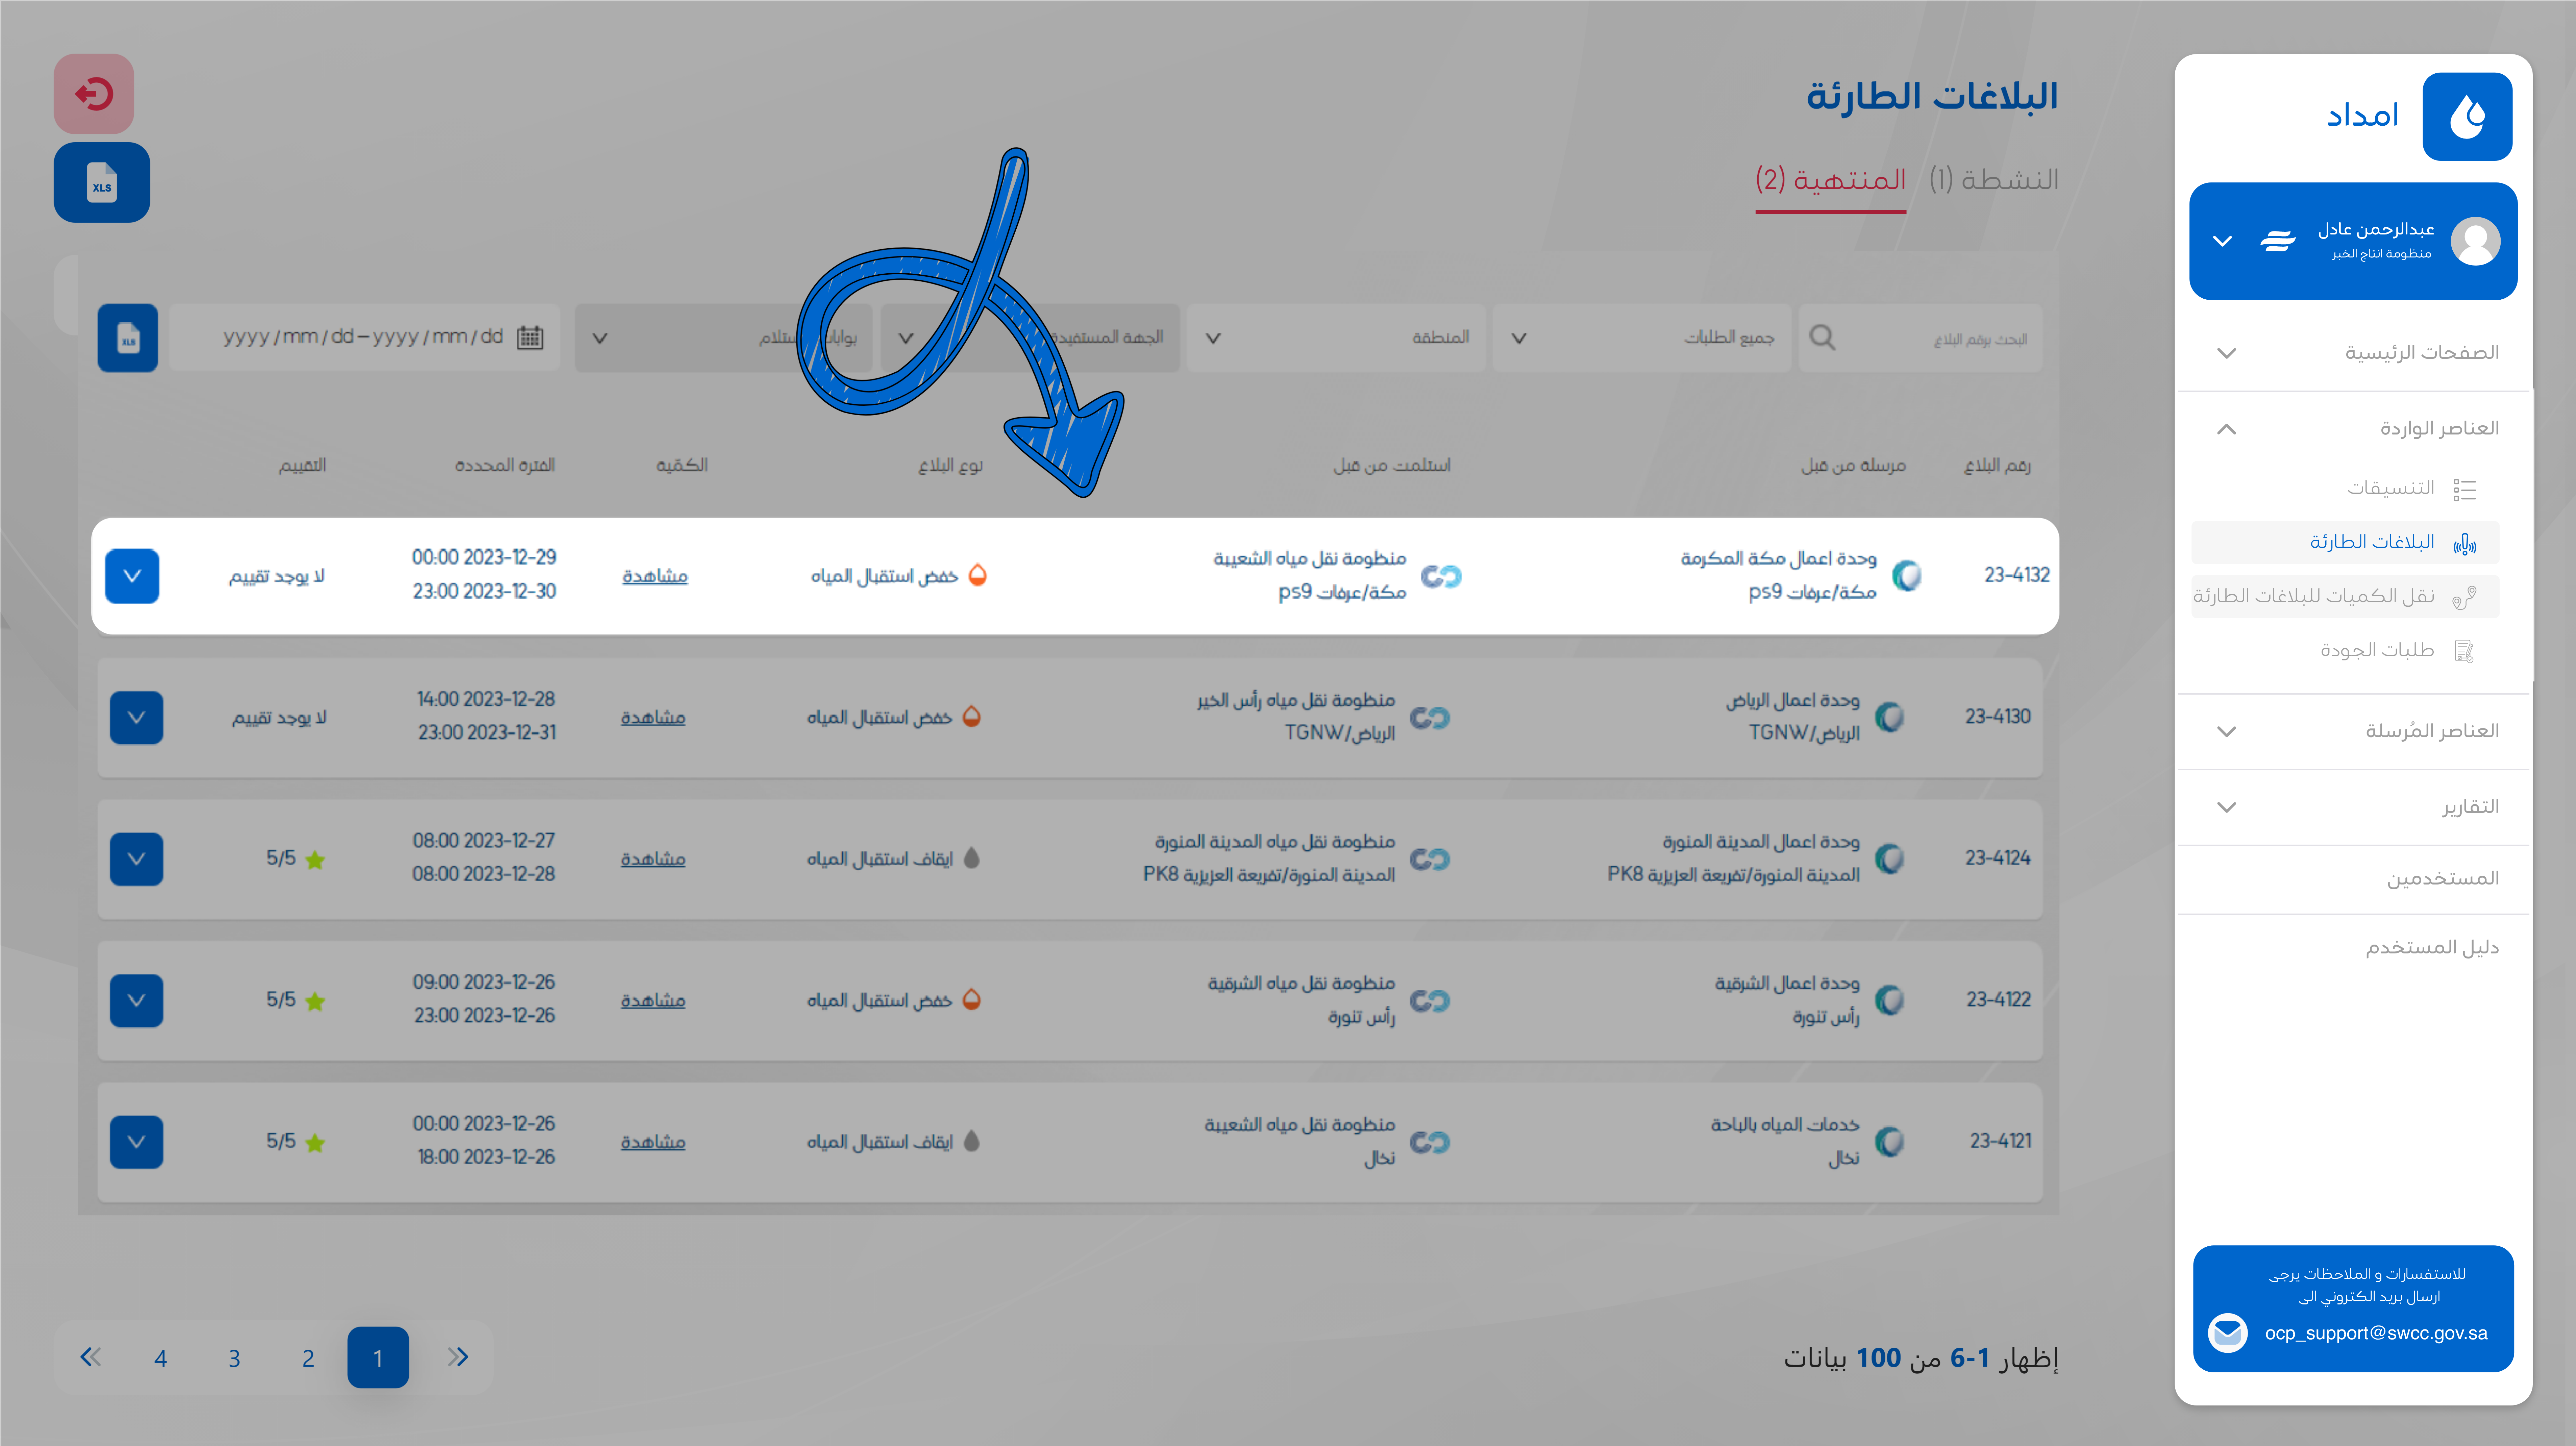 امداد
عبدالرحمن عادل
منظومة انتاج الخبر
الصفحات الرئيسية
العناصر الواردة
التنسيقات
البلاغات الطارئة
نقل الكميات للبلاغات الطارئة
طلبات الجودة
العناصر المُرسلة
التقارير
المستخدمين
دليل المستخدم
للاستفسارات و الملاحظات يرجى
ارسال بريد الكتروني الى
ocp_support@swcc.gov.sa
البلاغات الطارئة
النشطة (1) المنتهية (2)
XLS
البحث برقم البلاغ جميع الطلبات المنطقة الجهة المستفيدة yyyy / mm / dd – yyyy / mm / dd XLS
رقم البلاغ مرسلة من قبل استلمت من قبل نوع البلاغ الكمّية الفترة المحددة التقييم
23-4132 وحدة اعمال مكة المكرمة منظومة نقل مياه الشعيبة خفض استقبال المياه مشاهدة 2023-12-29 00:00 لا يوجد تقييم
مكة/عرفات ps9 مكة/عرفات ps9 2023-12-30 23:00
23-4130 وحدة اعمال الرياض منظومة نقل مياه رأس الخير خفض استقبال المياه مشاهدة 2023-12-28 14:00 لا يوجد تقييم
الرياض/TGNW الرياض/TGNW 2023-12-31 23:00
23-4124 وحدة اعمال المدينة المنورة منظومة نقل مياه المدينة المنورة ايقاف استقبال المياه مشاهدة 2023-12-27 08:00 5/5
المدينة المنورة/تفريعة العزيزية PK8 المدينة المنورة/تفريعة العزيزية PK8 2023-12-28 08:00
23-4122 وحدة اعمال الشرقية منظومة نقل مياه الشرقية خفض استقبال المياه مشاهدة 2023-12-26 09:00 5/5
رأس تنورة رأس تنورة 2023-12-26 23:00
23-4121 خدمات المياه بالباحة منظومة نقل مياه الشعيبة ايقاف استقبال المياه مشاهدة 2023-12-26 00:00 5/5
نخال نخال 2023-12-26 18:00
إظهار 1-6 من 100 بيانات
1 2 3 4